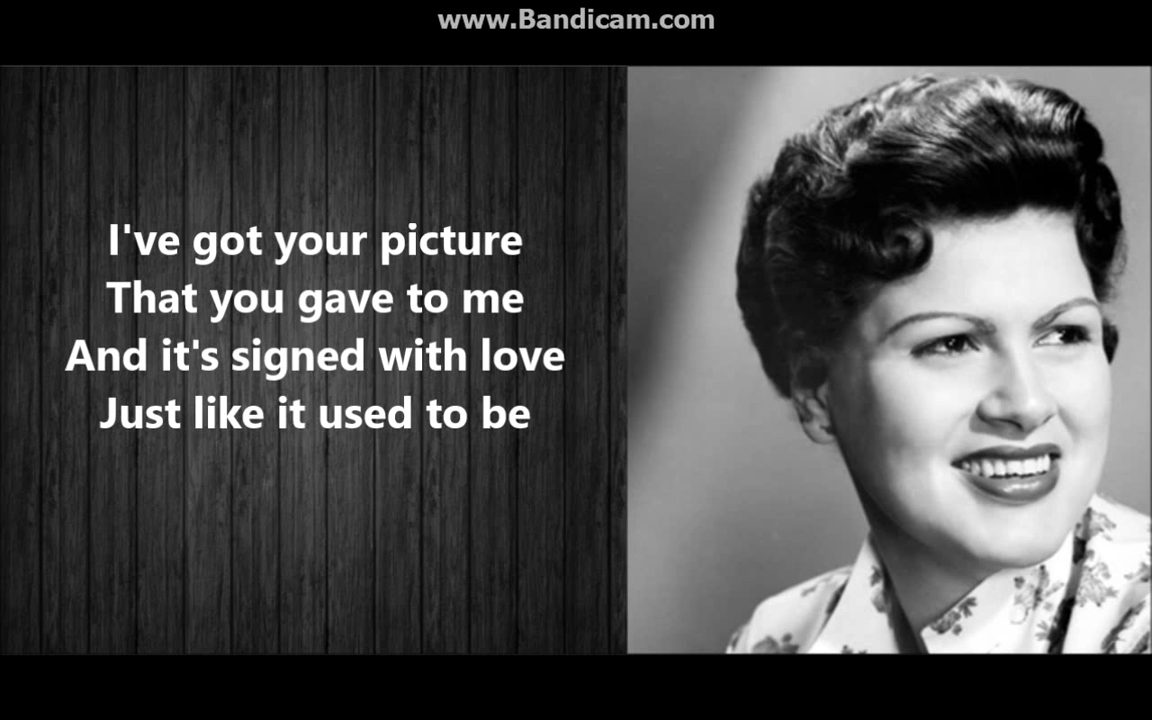 www.Bandicam.com
I've got your picture
That you gave to me
And it's signed with love
Just like it used to be